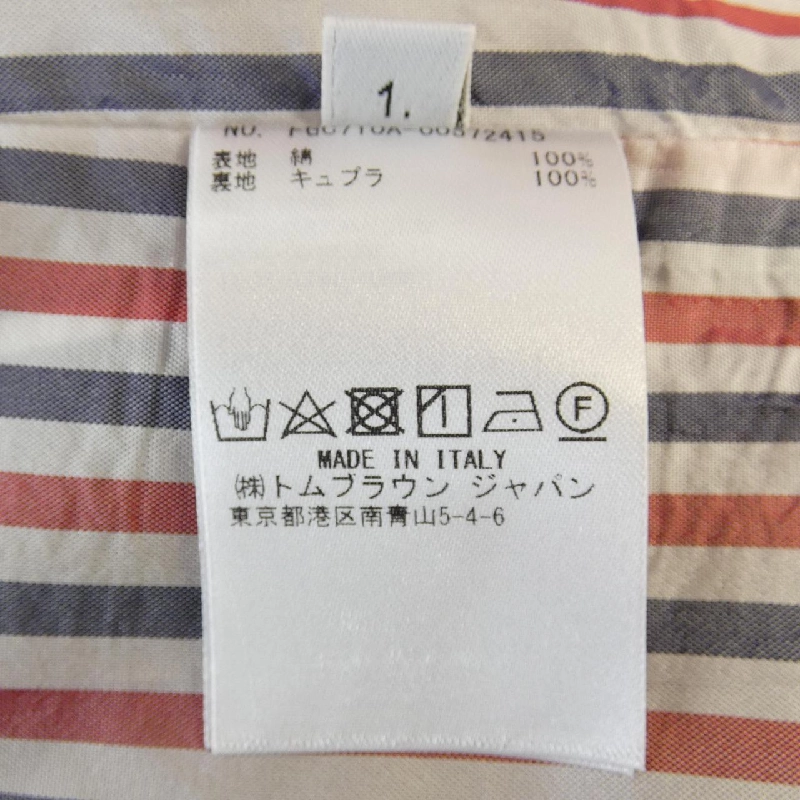 1.
NO.
表地 綿 100%
裏地 キュプラ 100%
F
MADE IN ITALY
㈱トムブラウン ジャパン
東京都港区南青山5-4-6